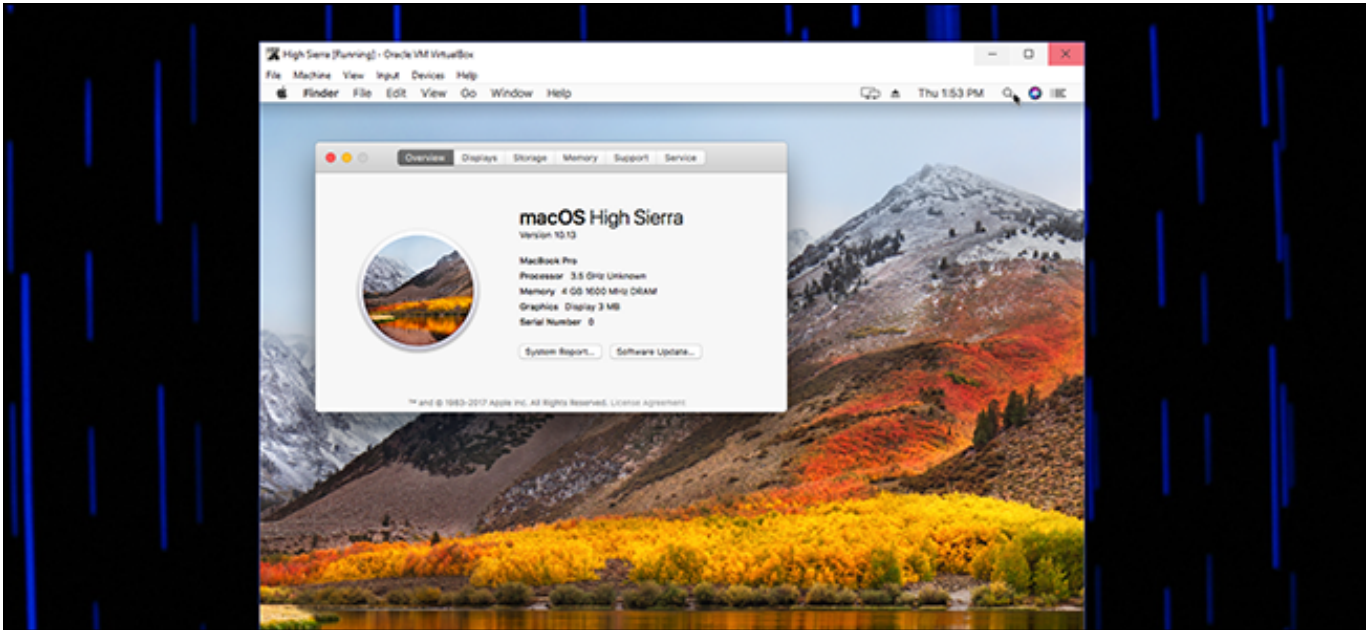 High Sierra [Running] - Oracle VM VirtualBox
File Machine View Input Devices Help
Finder File Edit View Go Window Help Thu 1:53 PM
Overview Displays Storage Memory Support Service
macOS High Sierra
Version 10.13
MacBook Pro
Processor 3.5 GHz Unknown
Memory 4 GB 1600 MHz DRAM
Graphics Display 3 MB
Serial Number 0
System Report... Software Update...
™ and © 1983-2017 Apple Inc. All Rights Reserved. License Agreement